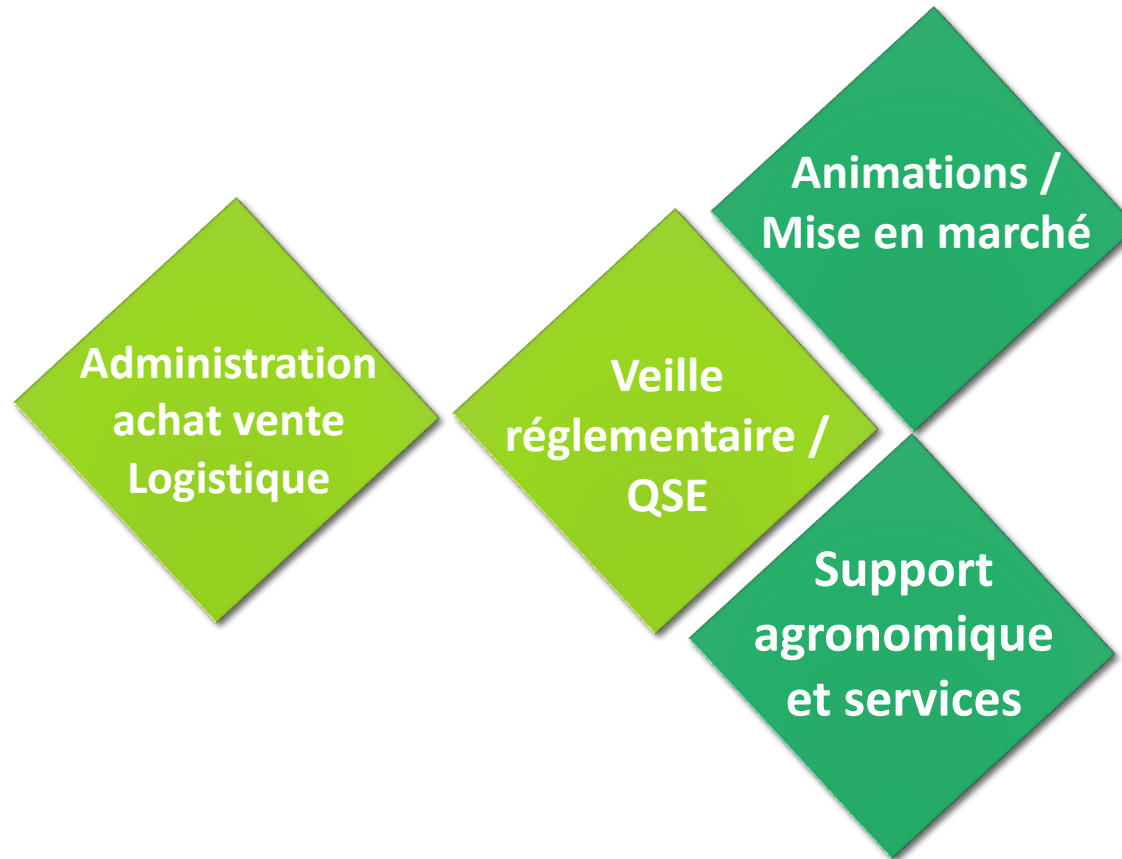 Animations /
Mise en marché
Administration
achat vente
Logistique
Veille
réglementaire /
QSE
Support
agronomique
et services